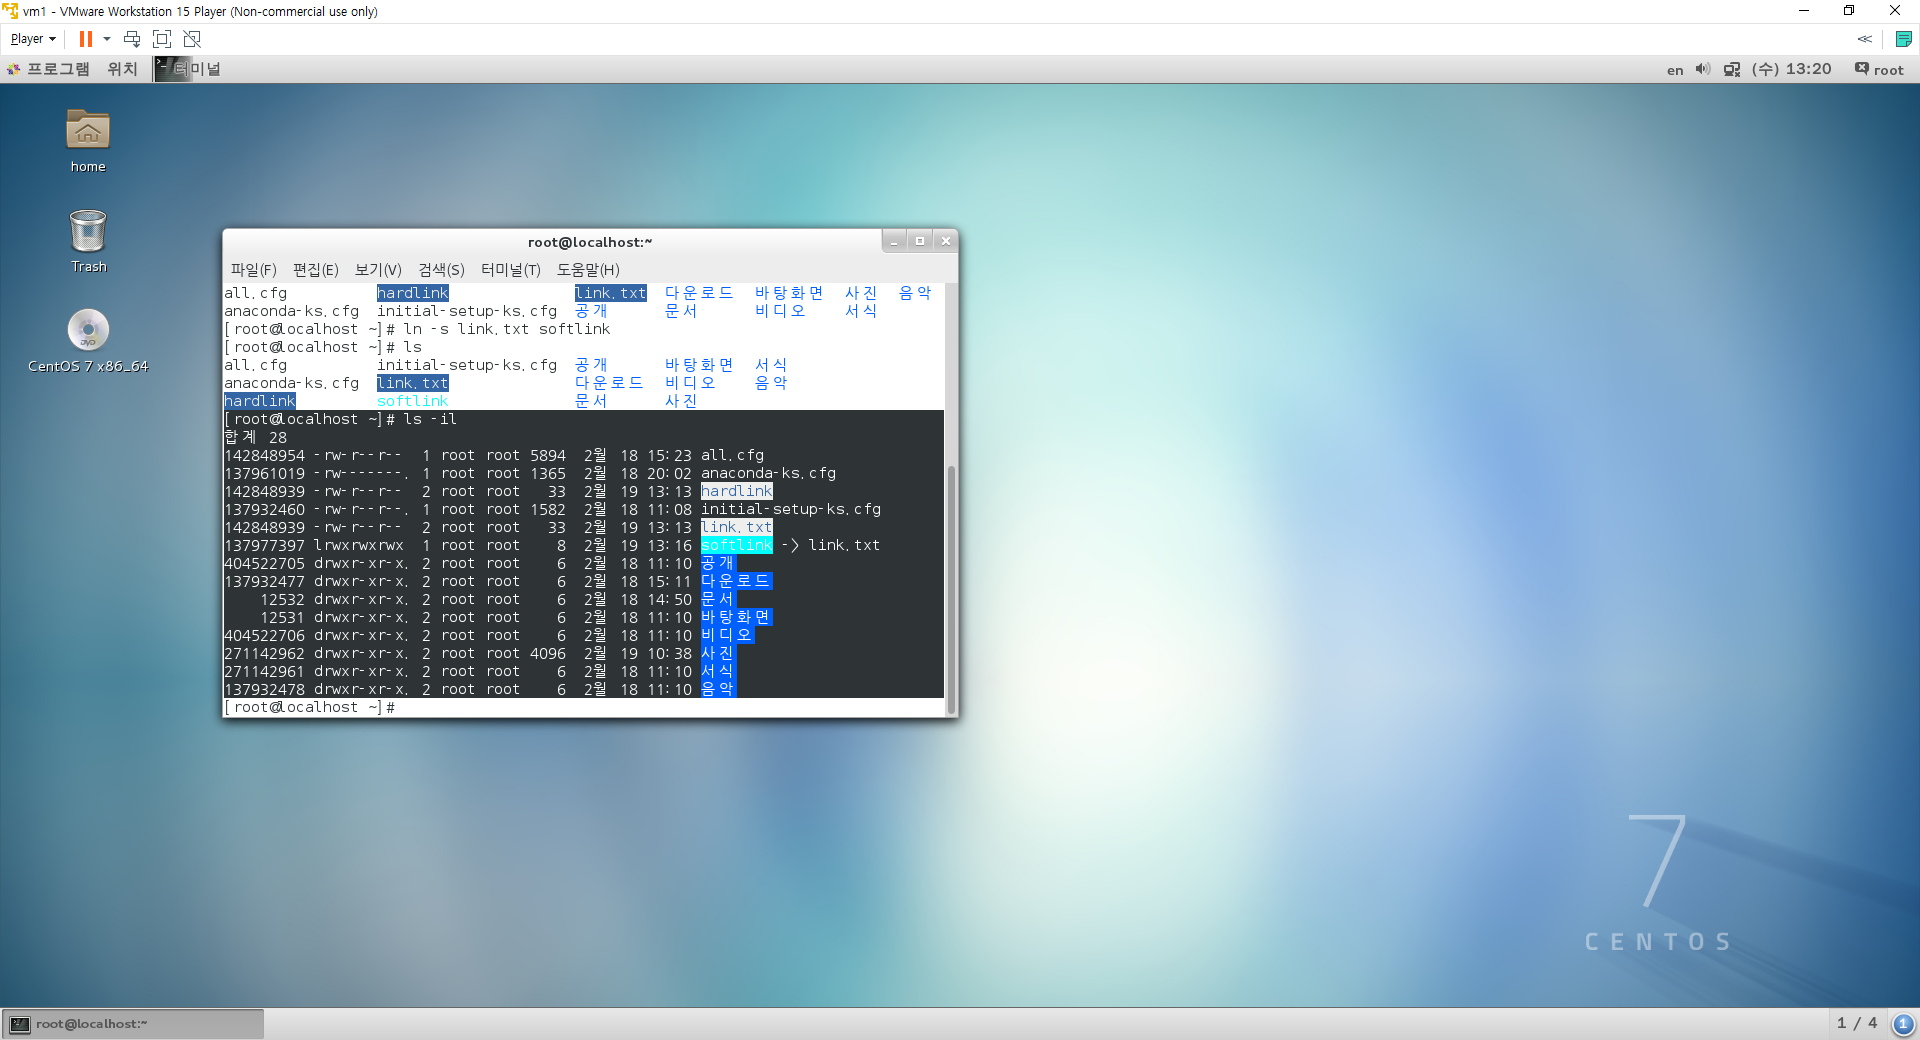 vm1 - VMware Workstation 15 Player (Non-commercial use only)
Player
프로그램 위치 터미널 en (수) 13:20 root
home
Trash
CentOS 7 x86_64
root@localhost:~
파일(F) 편집(E) 보기(V) 검색(S) 터미널(T) 도움말(H)
all.cfg hardlink link.txt 다운로드 바탕화면 사진 음악
anaconda-ks.cfg initial-setup-ks.cfg 공개 문서 비디오 서식
[root@localhost ~]# ln -s link.txt softlink
[root@localhost ~]# ls
all.cfg initial-setup-ks.cfg 공개 바탕화면 서식
anaconda-ks.cfg link.txt 다운로드 비디오 음악
hardlink softlink 문서 사진
[root@localhost ~]# ls -il
합계 28
142848954 -rw-r--r-- 1 root root 5894 2월 18 15:23 all.cfg
137961019 -rw-------. 1 root root 1365 2월 18 20:02 anaconda-ks.cfg
142848939 -rw-r--r-- 2 root root 33 2월 19 13:13 hardlink
137932460 -rw-r--r--. 1 root root 1582 2월 18 11:08 initial-setup-ks.cfg
142848939 -rw-r--r-- 2 root root 33 2월 19 13:13 link.txt
137977397 lrwxrwxrwx 1 root root 8 2월 19 13:16 softlink -> link.txt
404522705 drwxr-xr-x. 2 root root 6 2월 18 11:10 공개
137932477 drwxr-xr-x. 2 root root 6 2월 18 15:11 다운로드
12532 drwxr-xr-x. 2 root root 6 2월 18 14:50 문서
12531 drwxr-xr-x. 2 root root 6 2월 18 11:10 바탕화면
404522706 drwxr-xr-x. 2 root root 6 2월 18 11:10 비디오
271142962 drwxr-xr-x. 2 root root 4096 2월 19 10:38 사진
271142961 drwxr-xr-x. 2 root root 6 2월 18 11:10 서식
137932478 drwxr-xr-x. 2 root root 6 2월 18 11:10 음악
[root@localhost ~]#
7
CENTOS
root@localhost:~ 1 / 4 1